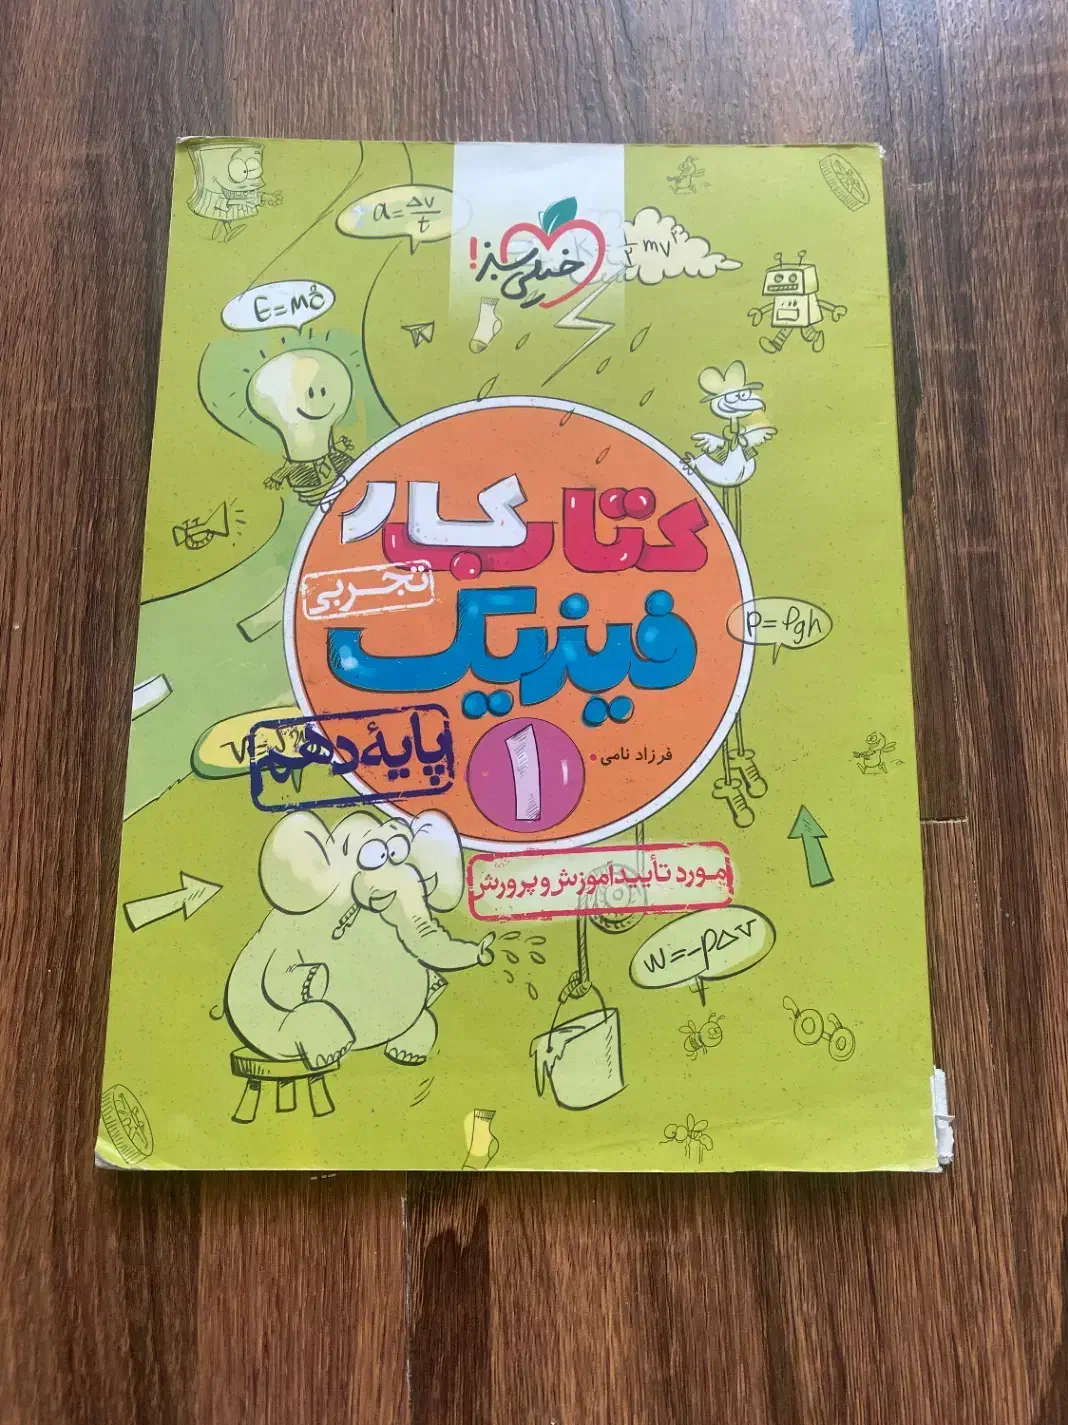 a = Δv/t
خیلی سبز!
E=mc²
کتاب کار
تجربی
فیزیک
P=ρgh
پایهٔ دهم
۱
فرزاد نامی
مورد تأیید آموزش و پرورش
W=-PΔV